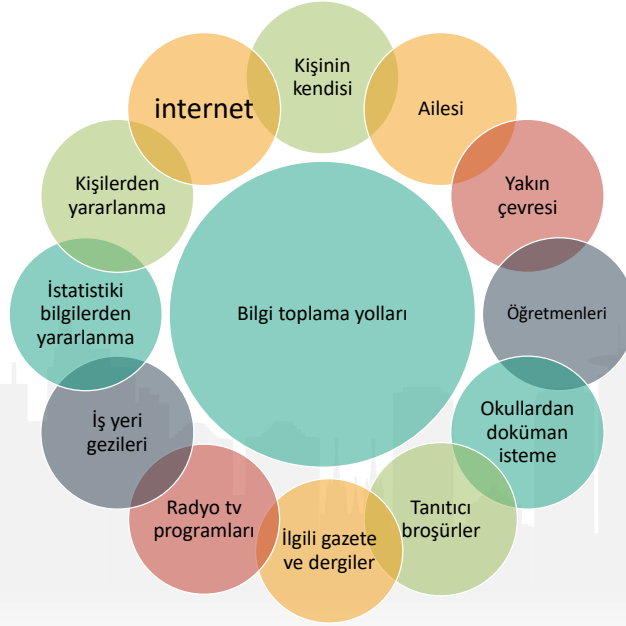 Kişinin
kendisi
Ailesi
Yakın
çevresi
Öğretmenleri
Okullardan
doküman
isteme
Tanıtıcı
broşürler
İlgili gazete
ve dergiler
Radyo tv
programları
İş yeri
gezileri
İstatistiki
bilgilerden
yararlanma
Kişilerden
yararlanma
internet
Bilgi toplama yolları